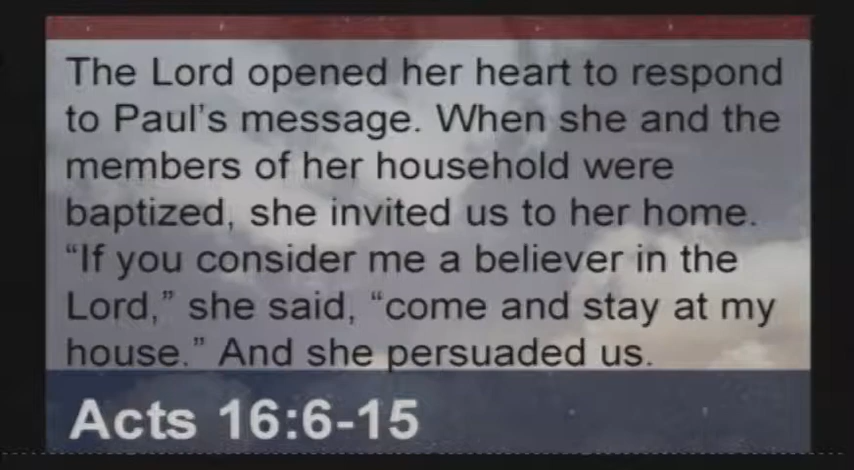 The Lord opened her heart to respond
to Paul's message. When she and the
members of her household were
baptized, she invited us to her home.
“If you consider me a believer in the
Lord,” she said, “come and stay at my
house.” And she persuaded us.
Acts 16:6-15